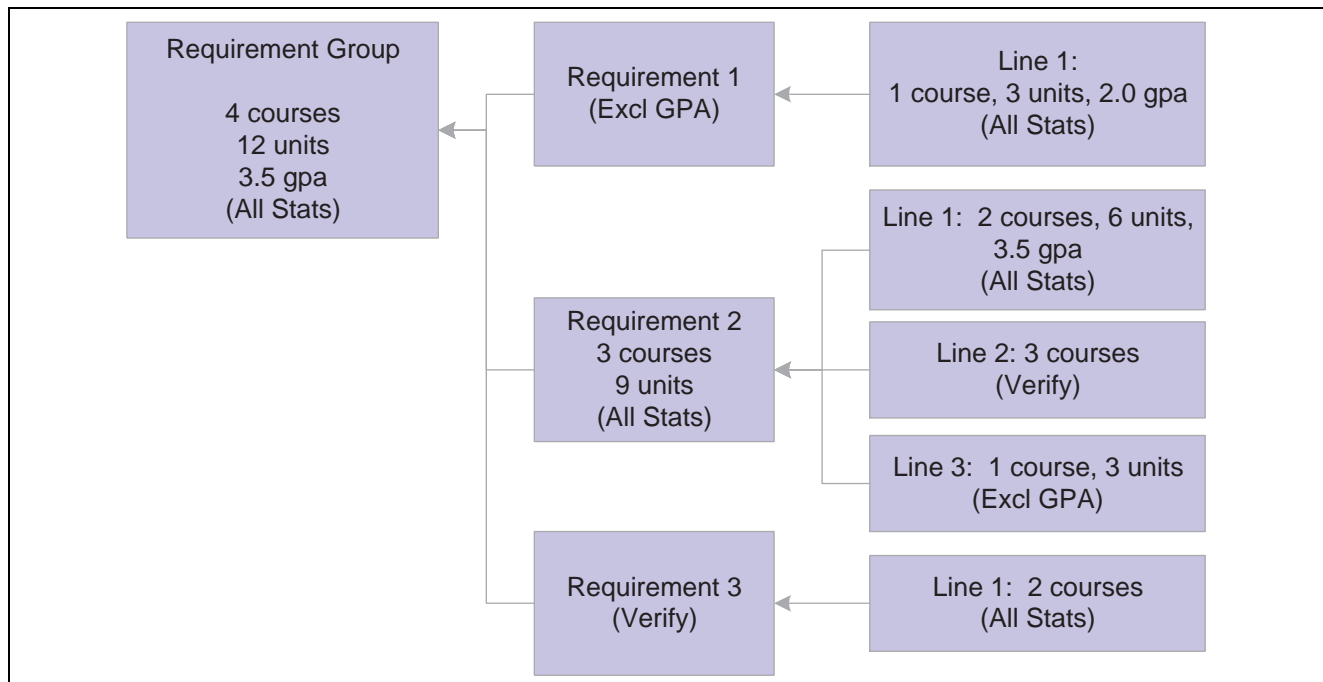 Requirement Group
4 courses
12 units
3.5 gpa
(All Stats)
Requirement 1
(Excl GPA)
Line 1:
1 course, 3 units, 2.0 gpa
(All Stats)
Requirement 2
3 courses
9 units
(All Stats)
Line 1:  2 courses, 6 units,
3.5 gpa
(All Stats)
Line 2: 3 courses
(Verify)
Line 3:  1 course, 3 units
(Excl GPA)
Requirement 3
(Verify)
Line 1:  2 courses
(All Stats)